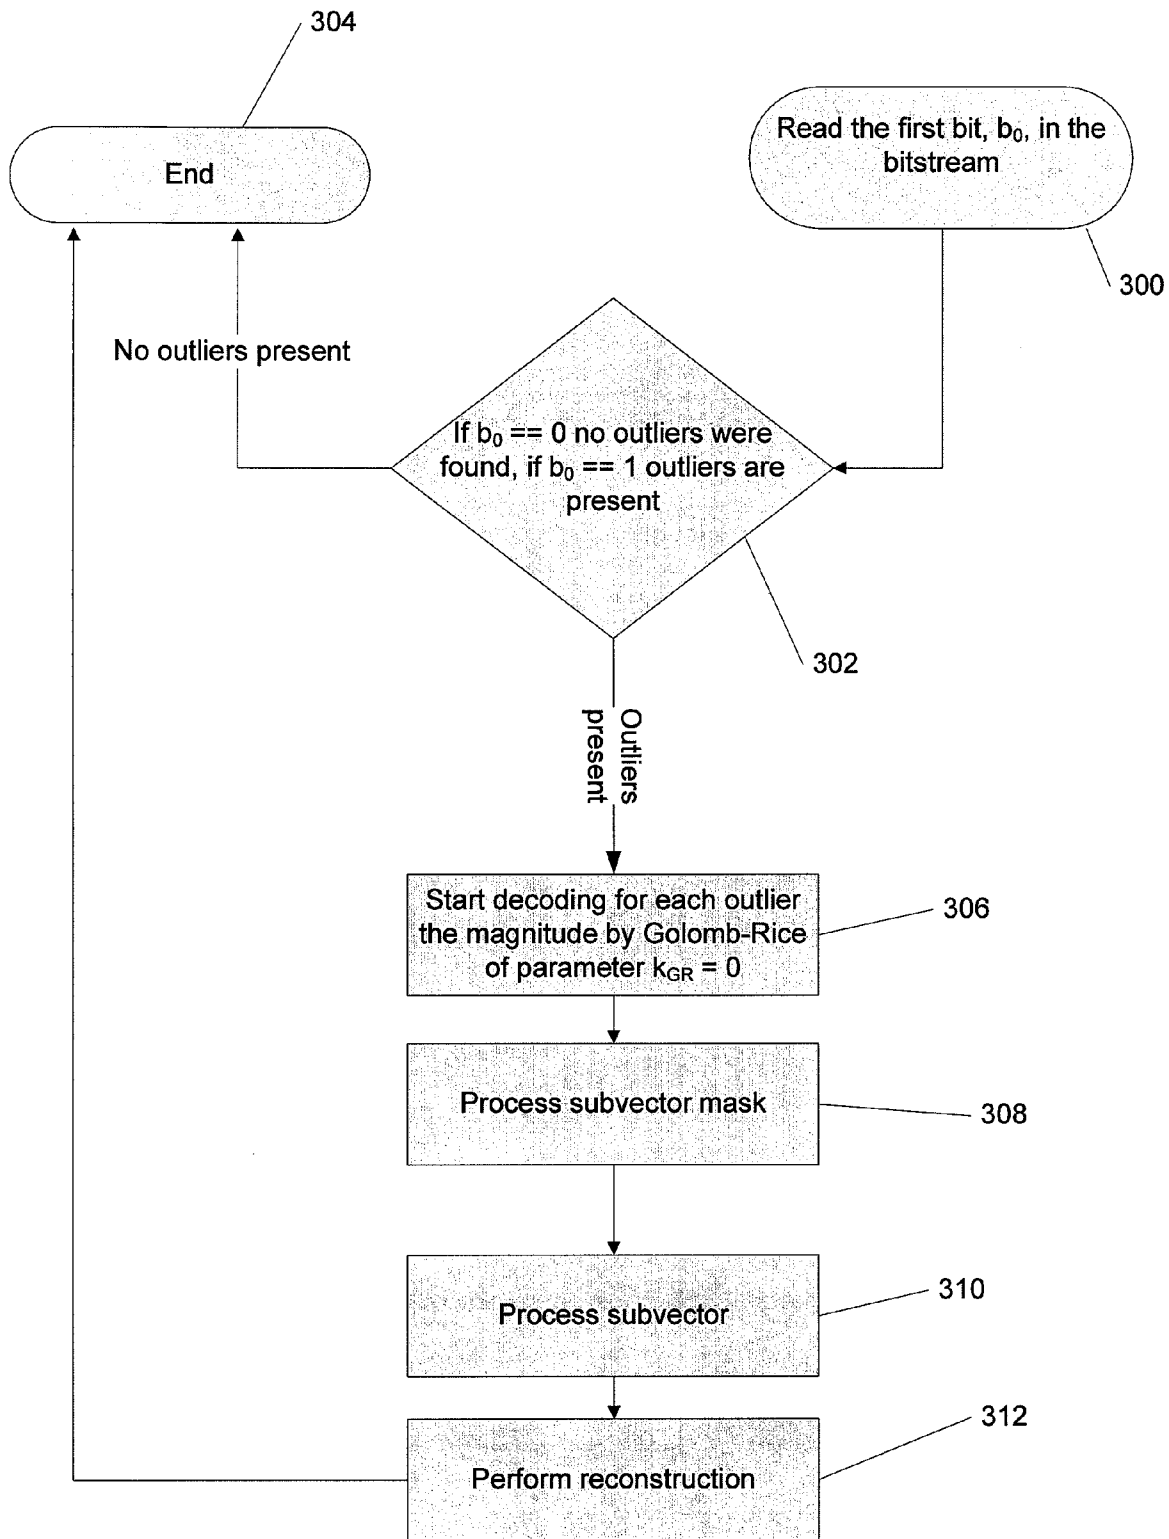 304
End
Read the first bit, b₀, in the
bitstream
300
No outliers present
If b₀ == 0 no outliers were
found, if b₀ == 1 outliers are
present
302
Outliers
present
Start decoding for each outlier
the magnitude by Golomb-Rice
of parameter k_GR = 0
306
Process subvector mask
308
Process subvector
310
Perform reconstruction
312